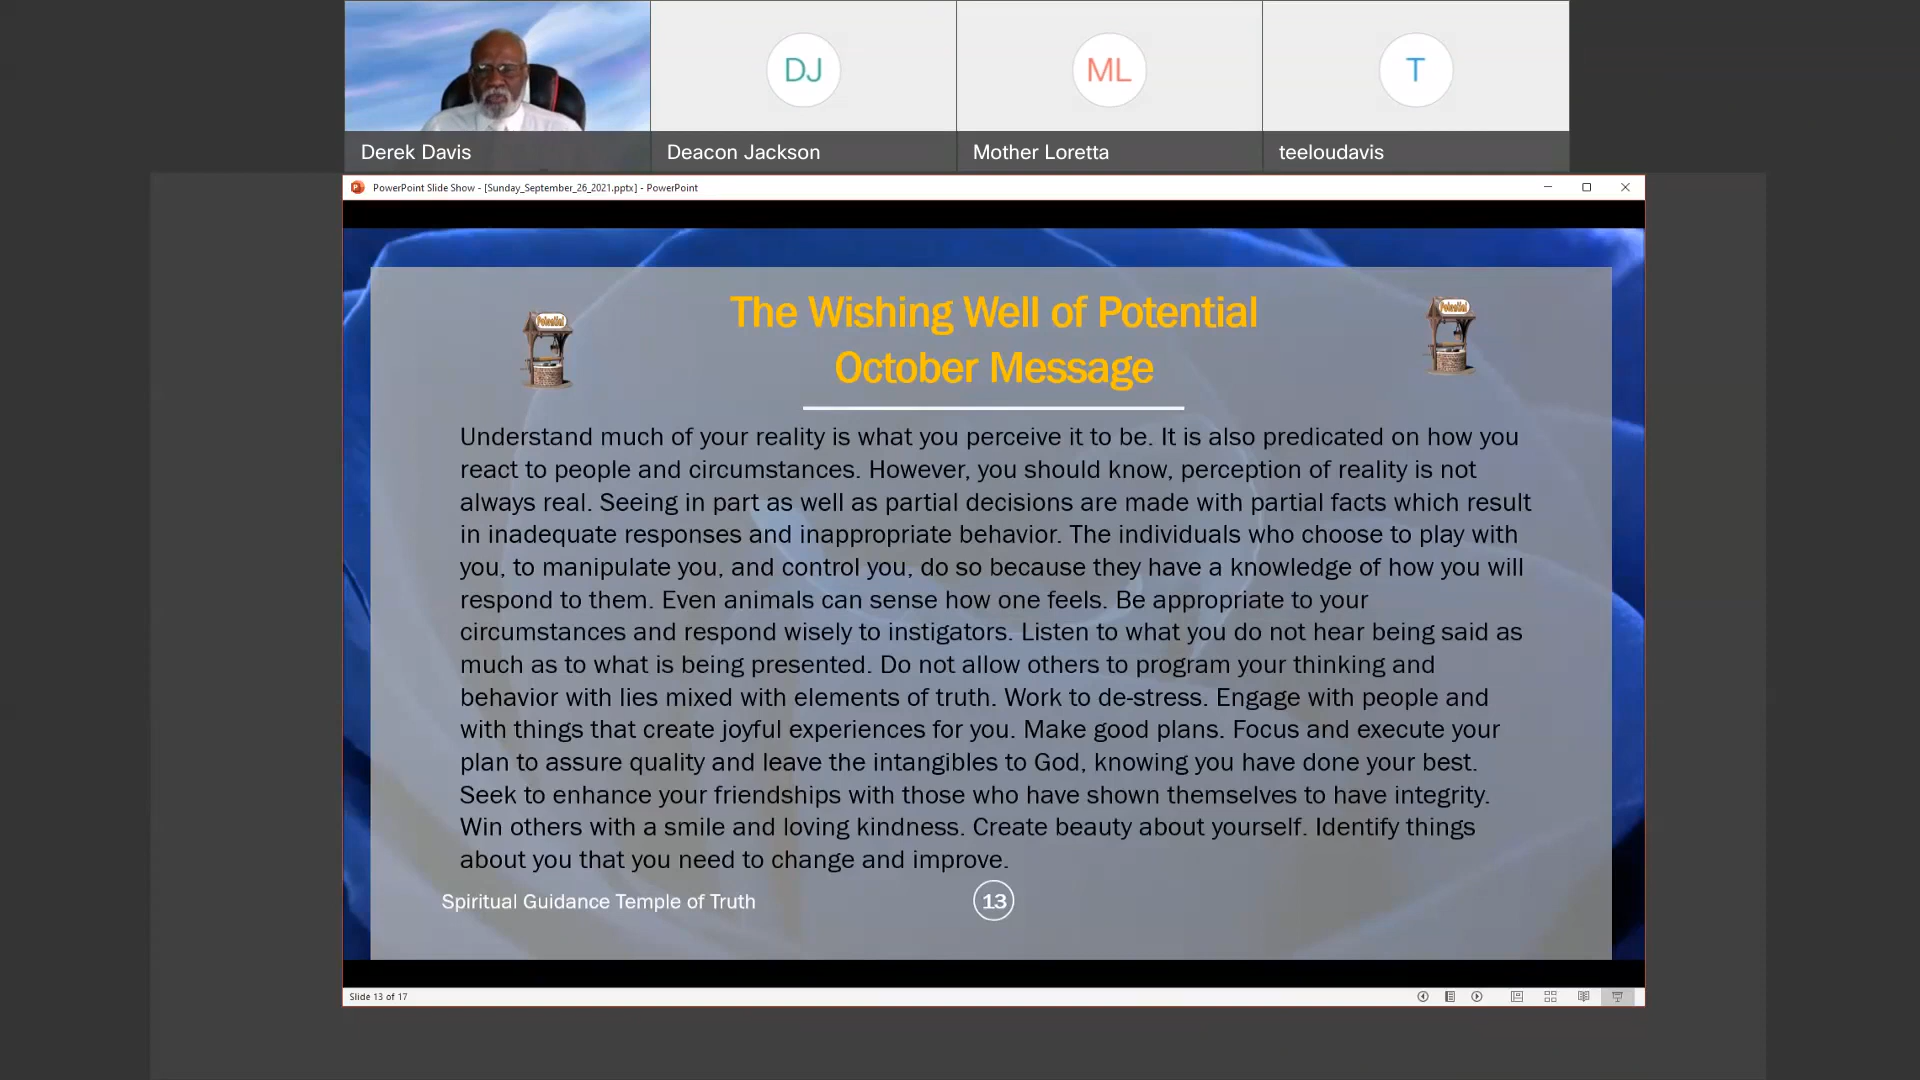 DJ
ML
T
Derek Davis
Deacon Jackson
Mother Loretta
teeloudavis
PowerPoint Slide Show - [Sunday_September_26_2021.pptx] - PowerPoint
Potential
Potential
The Wishing Well of Potential
October Message
Understand much of your reality is what you perceive it to be. It is also predicated on how you
react to people and circumstances. However, you should know, perception of reality is not
always real. Seeing in part as well as partial decisions are made with partial facts which result
in inadequate responses and inappropriate behavior. The individuals who choose to play with
you, to manipulate you, and control you, do so because they have a knowledge of how you will
respond to them. Even animals can sense how one feels. Be appropriate to your
circumstances and respond wisely to instigators. Listen to what you do not hear being said as
much as to what is being presented. Do not allow others to program your thinking and
behavior with lies mixed with elements of truth. Work to de-stress. Engage with people and
with things that create joyful experiences for you. Make good plans. Focus and execute your
plan to assure quality and leave the intangibles to God, knowing you have done your best.
Seek to enhance your friendships with those who have shown themselves to have integrity.
Win others with a smile and loving kindness. Create beauty about yourself. Identify things
about you that you need to change and improve.
Spiritual Guidance Temple of Truth
13
Slide 13 of 17